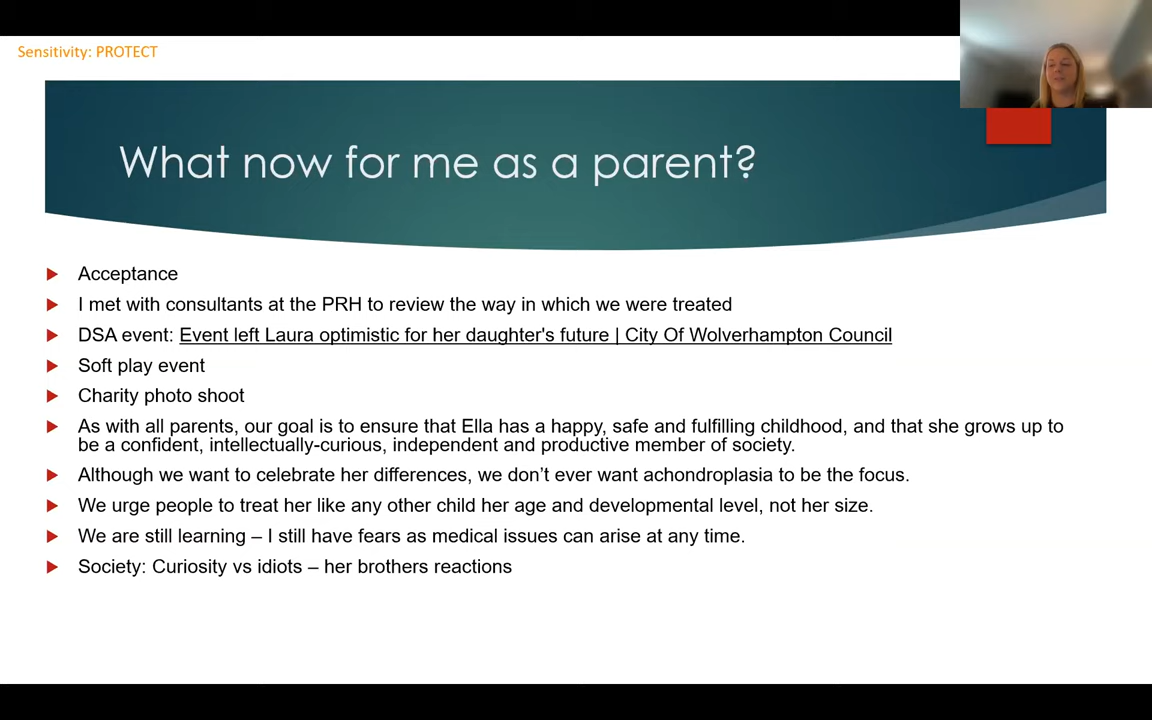 Sensitivity: PROTECT
What now for me as a parent?
Acceptance
I met with consultants at the PRH to review the way in which we were treated
DSA event: Event left Laura optimistic for her daughter's future | City Of Wolverhampton Council
Soft play event
Charity photo shoot
As with all parents, our goal is to ensure that Ella has a happy, safe and fulfilling childhood, and that she grows up to
be a confident, intellectually-curious, independent and productive member of society.
Although we want to celebrate her differences, we don’t ever want achondroplasia to be the focus.
We urge people to treat her like any other child her age and developmental level, not her size.
We are still learning – I still have fears as medical issues can arise at any time.
Society: Curiosity vs idiots – her brothers reactions